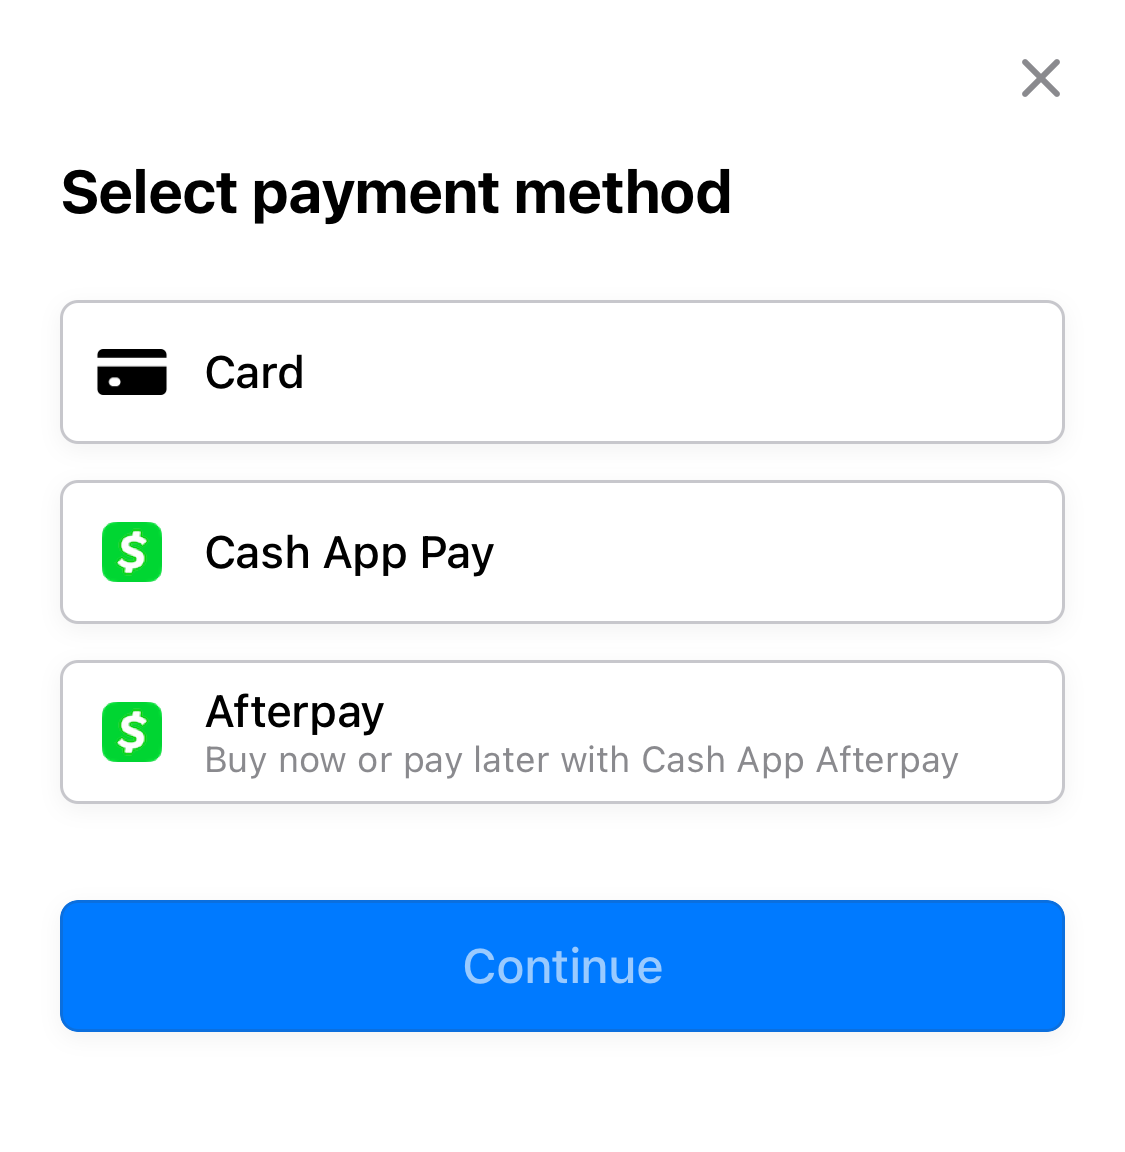 Select payment method
Card
$
Cash App Pay
$
Afterpay
Buy now or pay later with Cash App Afterpay
Continue